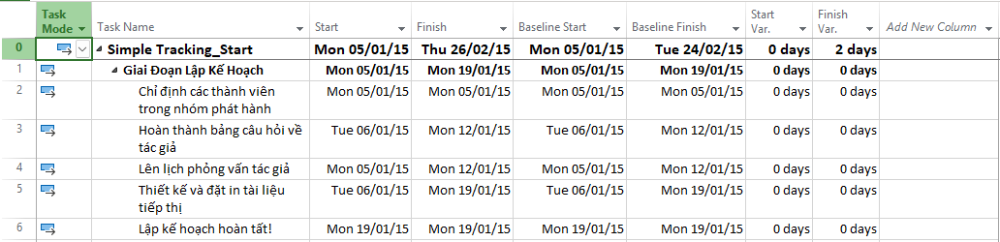 Task Mode Task Name Start Finish Baseline Start Baseline Finish Start Var. Finish Var. Add New Column
0 Simple Tracking_Start Mon 05/01/15 Thu 26/02/15 Mon 05/01/15 Tue 24/02/15 0 days 2 days
1 Giai Đoạn Lập Kế Hoạch Mon 05/01/15 Mon 19/01/15 Mon 05/01/15 Mon 19/01/15 0 days 0 days
2 Chỉ định các thành viên Mon 05/01/15 Mon 05/01/15 Mon 05/01/15 Mon 05/01/15 0 days 0 days
trong nhóm phát hành
3 Hoàn thành bảng câu hỏi về Tue 06/01/15 Mon 12/01/15 Tue 06/01/15 Mon 12/01/15 0 days 0 days
tác giả
4 Lên lịch phỏng vấn tác giả Mon 05/01/15 Mon 12/01/15 Mon 05/01/15 Mon 12/01/15 0 days 0 days
5 Thiết kế và đặt in tài liệu Tue 06/01/15 Mon 19/01/15 Tue 06/01/15 Mon 19/01/15 0 days 0 days
tiếp thị
6 Lập kế hoạch hoàn tất! Mon 19/01/15 Mon 19/01/15 Mon 19/01/15 Mon 19/01/15 0 days 0 days